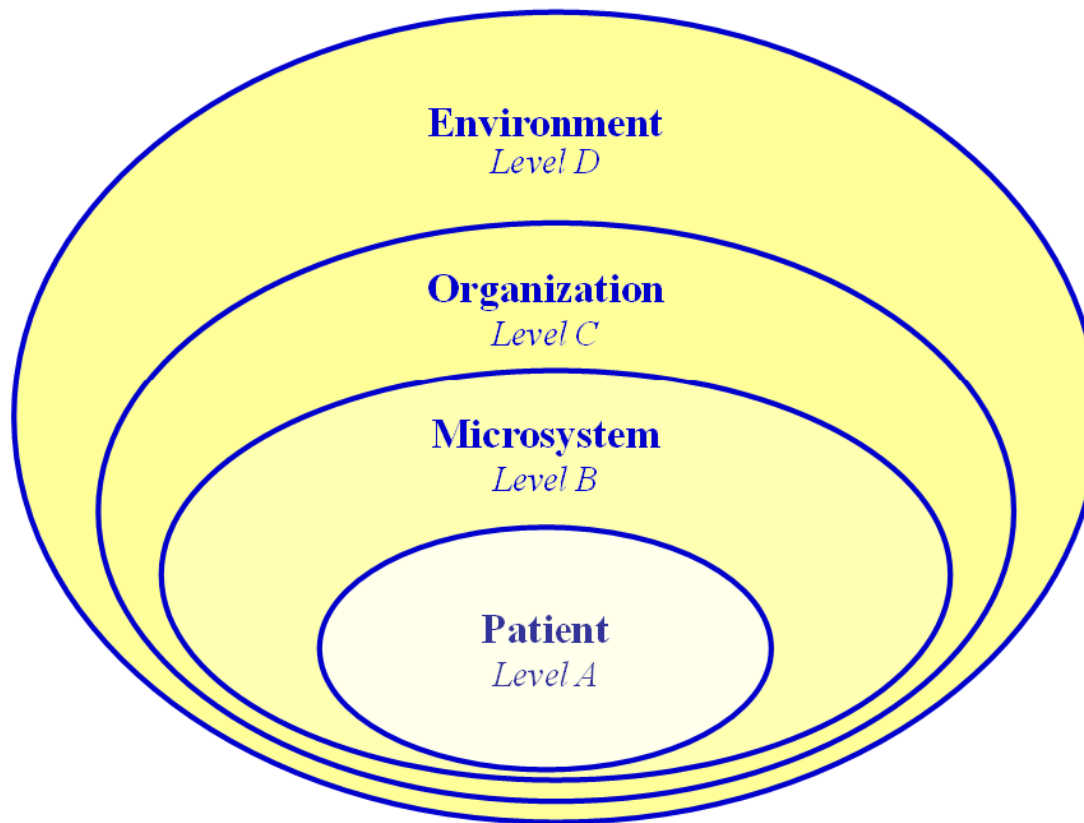 Environment
Level D
Organization
Level C
Microsystem
Level B
Patient
Level A